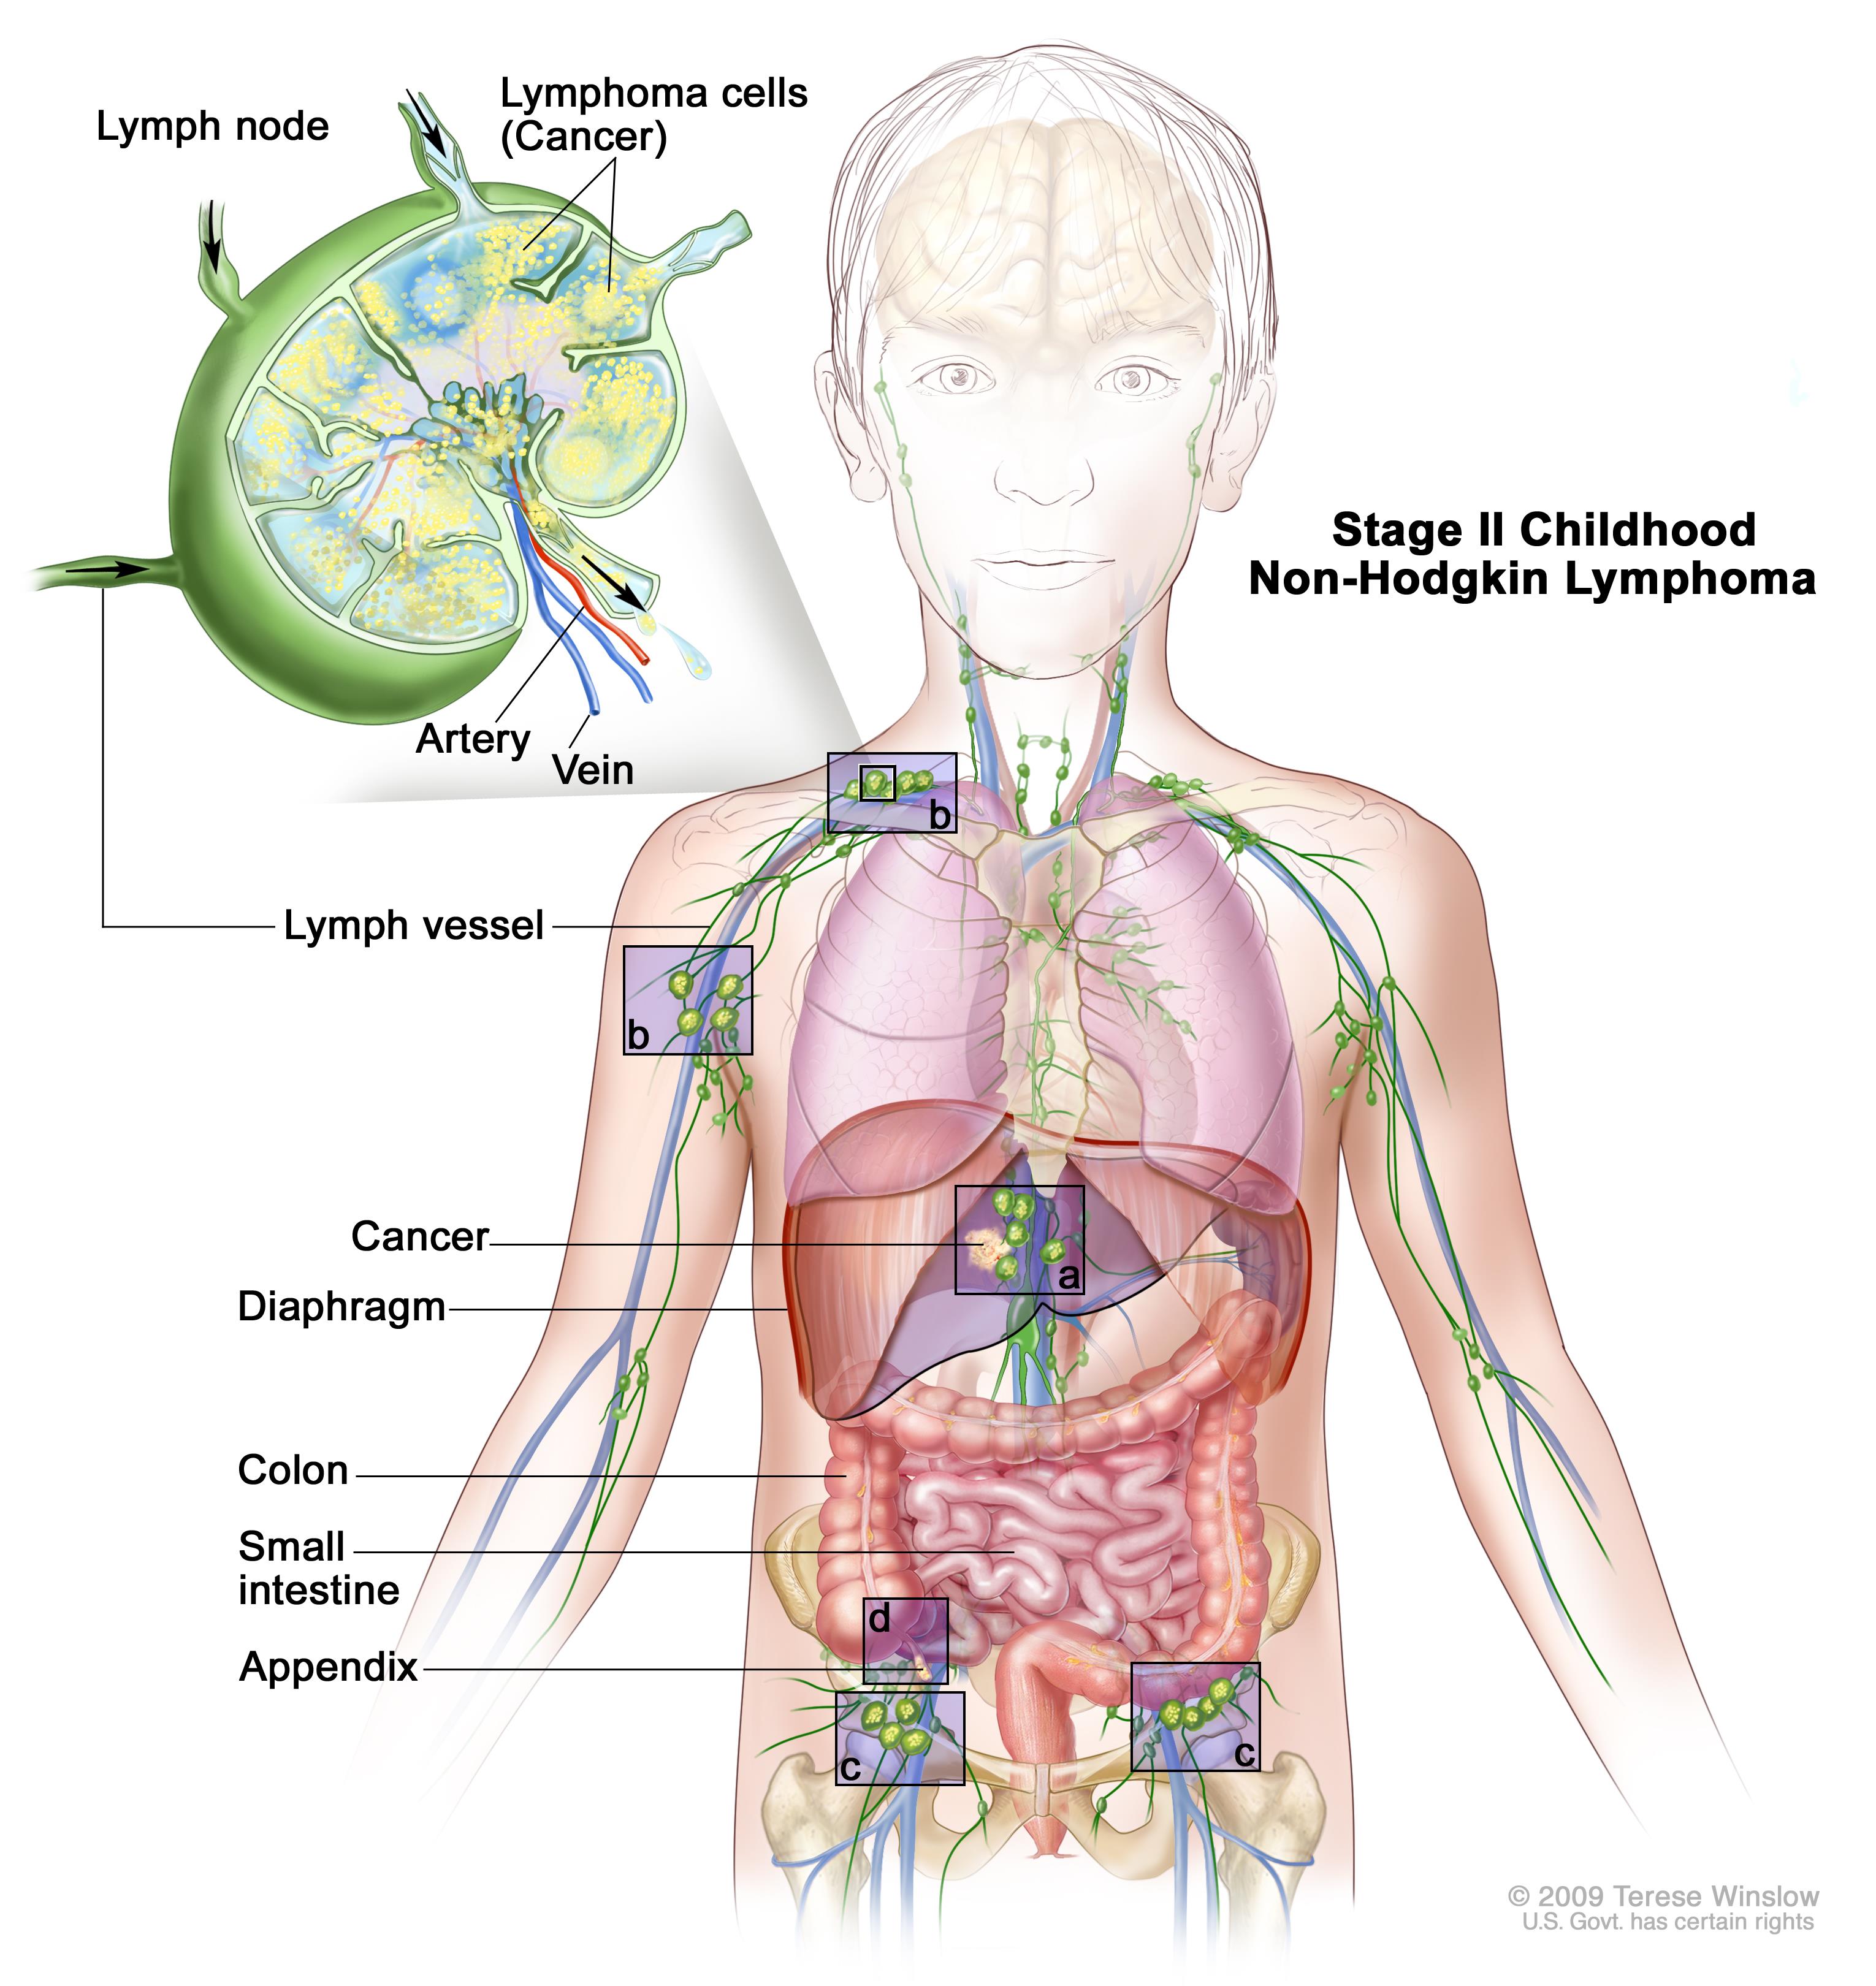 Lymph node
Lymphoma cells
(Cancer)
Stage II Childhood
Non-Hodgkin Lymphoma
Artery
Vein
b
Lymph vessel
b
Cancer
a
Diaphragm
Colon
Small
intestine
d
Appendix
c
c
© 2009 Terese Winslow
U.S. Govt. has certain rights